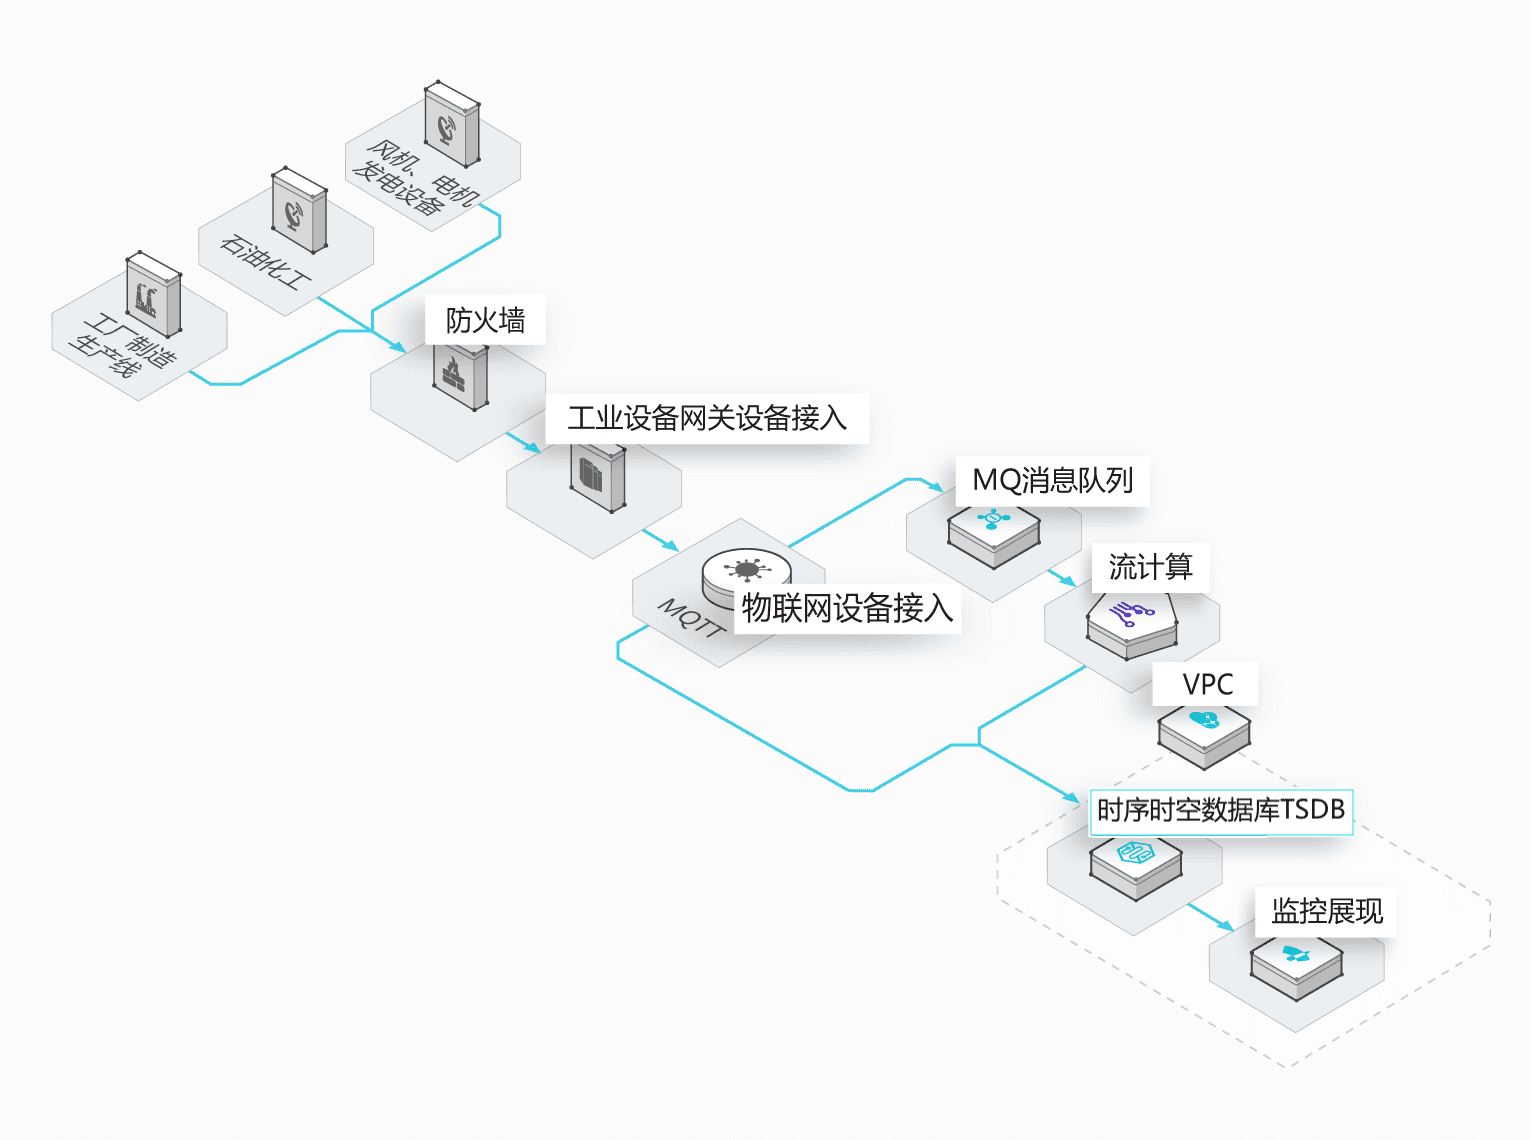 风机、电机
发电设备
石油化工
工厂制造
生产线
防火墙
工业设备网关设备接入
MQ消息队列
流计算
物联网设备接入
MQTT
VPC
时序时空数据库TSDB
监控展现